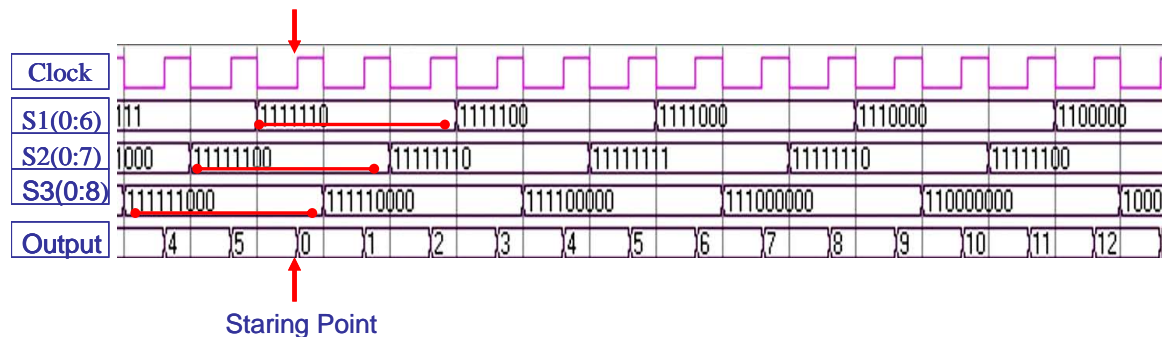 Clock
S1(0:6) 111 1111110 1111100 1111000 1110000 1100000
S2(0:7) 1000 11111100 11111110 11111111 11111110 11111100
S3(0:8) 111111000 111110000 111100000 111000000 110000000 1000
Output 4 5 0 1 2 3 4 5 6 7 8 9 10 11 12
Staring Point